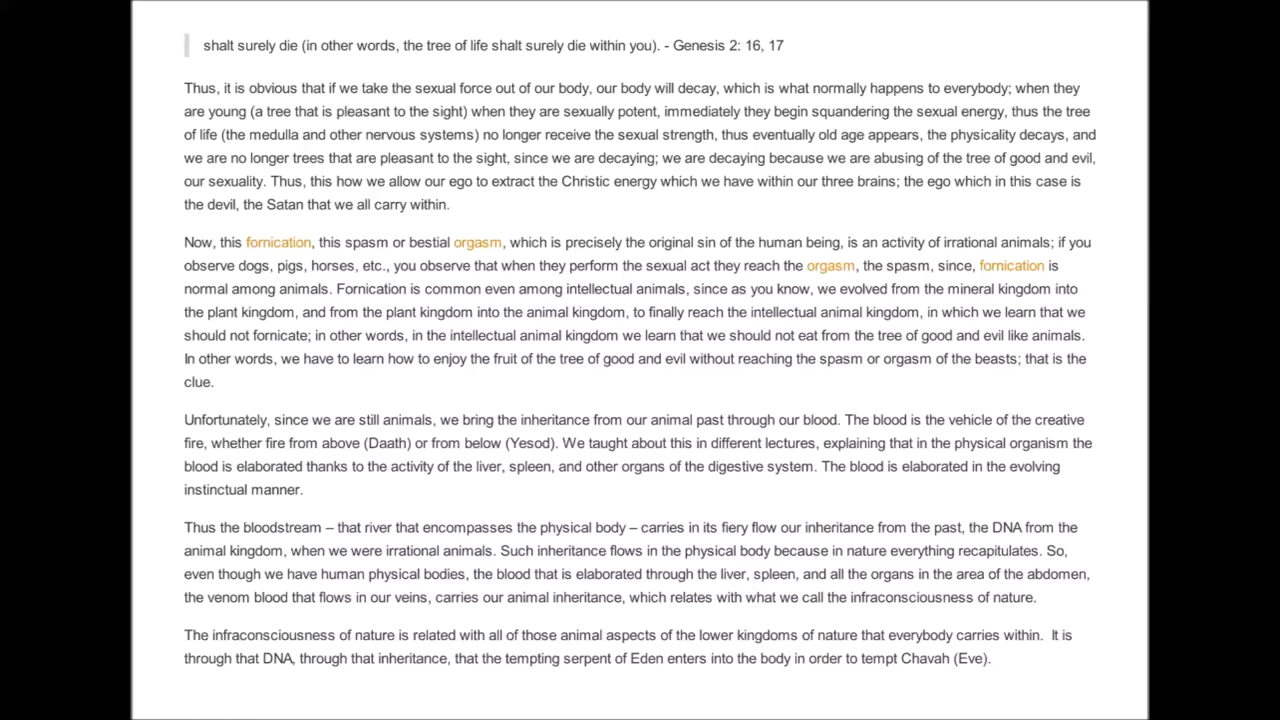 shalt surely die (in other words, the tree of life shalt surely die within you). - Genesis 2: 16, 17
Thus, it is obvious that if we take the sexual force out of our body, our body will decay, which is what normally happens to everybody; when they
are young (a tree that is pleasant to the sight) when they are sexually potent, immediately they begin squandering the sexual energy, thus the tree
of life (the medulla and other nervous systems) no longer receive the sexual strength, thus eventually old age appears, the physicality decays, and
we are no longer trees that are pleasant to the sight, since we are decaying; we are decaying because we are abusing of the tree of good and evil,
our sexuality. Thus, this how we allow our ego to extract the Christic energy which we have within our three brains; the ego which in this case is
the devil, the Satan that we all carry within.
Now, this fornication, this spasm or bestial orgasm, which is precisely the original sin of the human being, is an activity of irrational animals; if you
observe dogs, pigs, horses, etc., you observe that when they perform the sexual act they reach the orgasm, the spasm, since, fornication is
normal among animals. Fornication is common even among intellectual animals, since as you know, we evolved from the mineral kingdom into
the plant kingdom, and from the plant kingdom into the animal kingdom, to finally reach the intellectual animal kingdom, in which we learn that we
should not fornicate; in other words, in the intellectual animal kingdom we learn that we should not eat from the tree of good and evil like animals.
In other words, we have to learn how to enjoy the fruit of the tree of good and evil without reaching the spasm or orgasm of the beasts; that is the
clue.
Unfortunately, since we are still animals, we bring the inheritance from our animal past through our blood. The blood is the vehicle of the creative
fire, whether fire from above (Daath) or from below (Yesod). We taught about this in different lectures, explaining that in the physical organism the
blood is elaborated thanks to the activity of the liver, spleen, and other organs of the digestive system. The blood is elaborated in the evolving
instinctual manner.
Thus the bloodstream – that river that encompasses the physical body – carries in its fiery flow our inheritance from the past, the DNA from the
animal kingdom, when we were irrational animals. Such inheritance flows in the physical body because in nature everything recapitulates. So,
even though we have human physical bodies, the blood that is elaborated through the liver, spleen, and all the organs in the area of the abdomen,
the venom blood that flows in our veins, carries our animal inheritance, which relates with what we call the infraconsciousness of nature.
The infraconsciousness of nature is related with all of those animal aspects of the lower kingdoms of nature that everybody carries within. It is
through that DNA, through that inheritance, that the tempting serpent of Eden enters into the body in order to tempt Chavah (Eve).